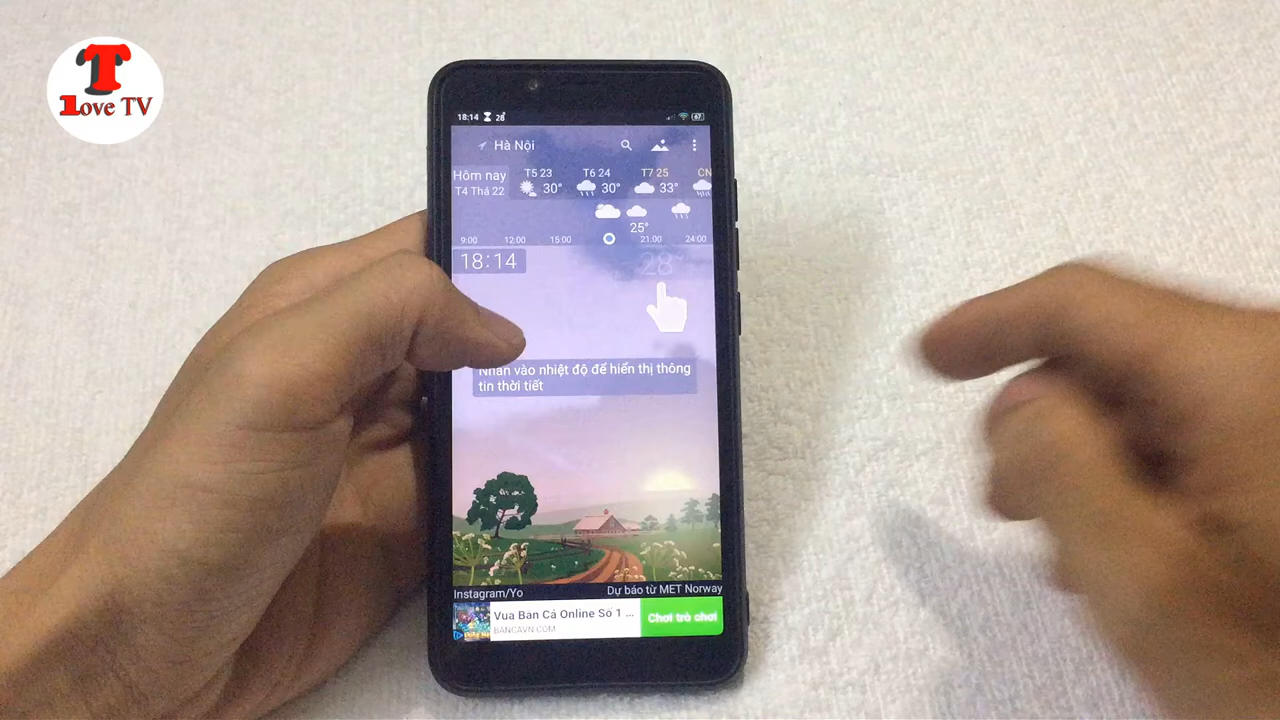 T
Love TV
18:14 28°
67
Hà Nội
Hôm nay
T4 Thá 22
T5 23
T6 24
T7 25
CN
30°
30°
33°
25°
9:00 12:00 15:00 21:00 24:00
18:14
28°
Nhấn vào nhiệt độ để hiển thị thông
tin thời tiết
Instagram/Yo
Dự báo từ MET Norway
Vua Bắn Cá Online Số 1 ...
BANCAVN.COM
Chơi trò chơi